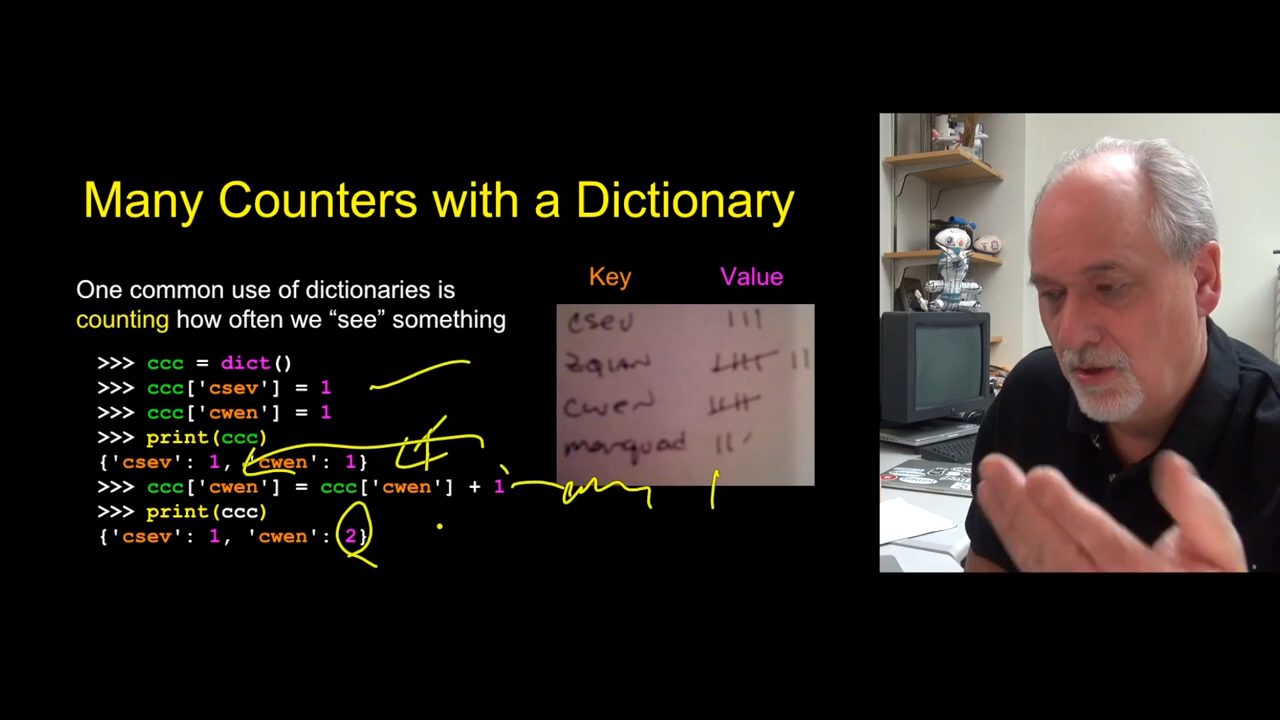 Many Counters with a Dictionary
One common use of dictionaries is
counting how often we “see” something
>>> ccc = dict()
>>> ccc['csev'] = 1
>>> ccc['cwen'] = 1
>>> print(ccc)
{'csev': 1, 'cwen': 1}
>>> ccc['cwen'] = ccc['cwen'] + 1
>>> print(ccc)
{'csev': 1, 'cwen': 2}
Key Value
csev
zqian
cwen
marquad